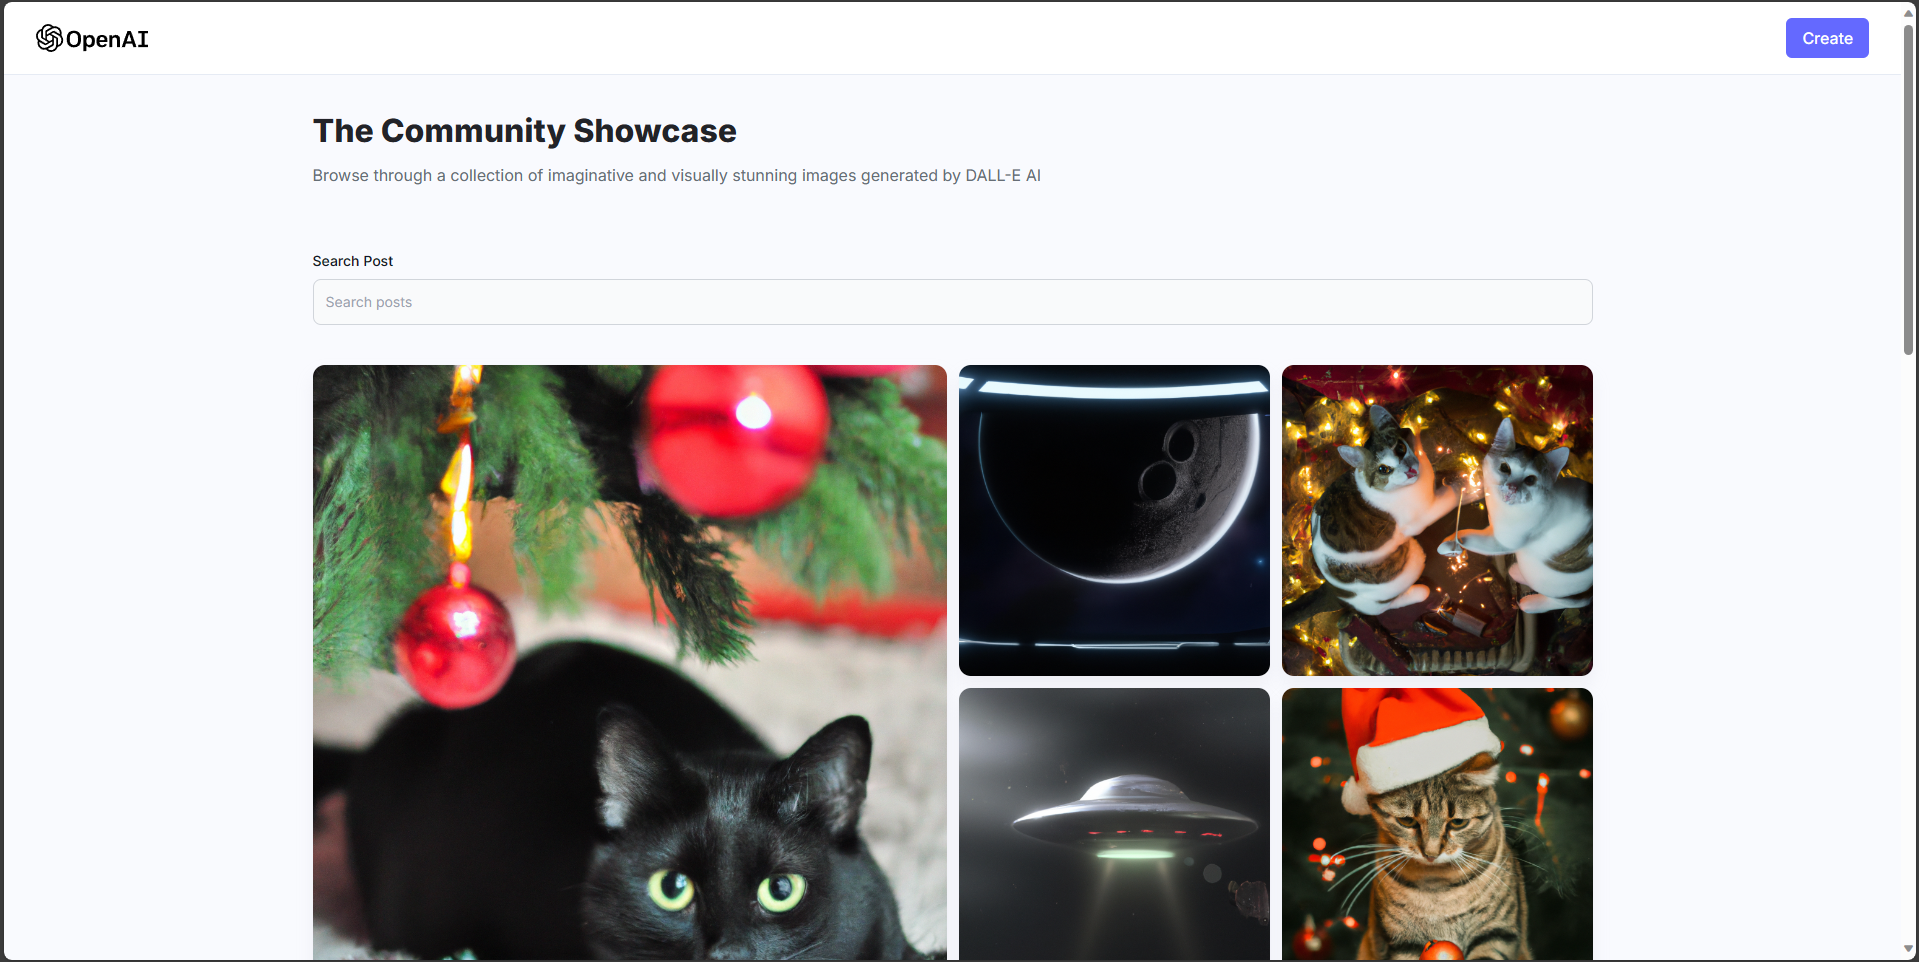 OpenAI
Create
The Community Showcase
Browse through a collection of imaginative and visually stunning images generated by DALL-E AI
Search Post
Search posts